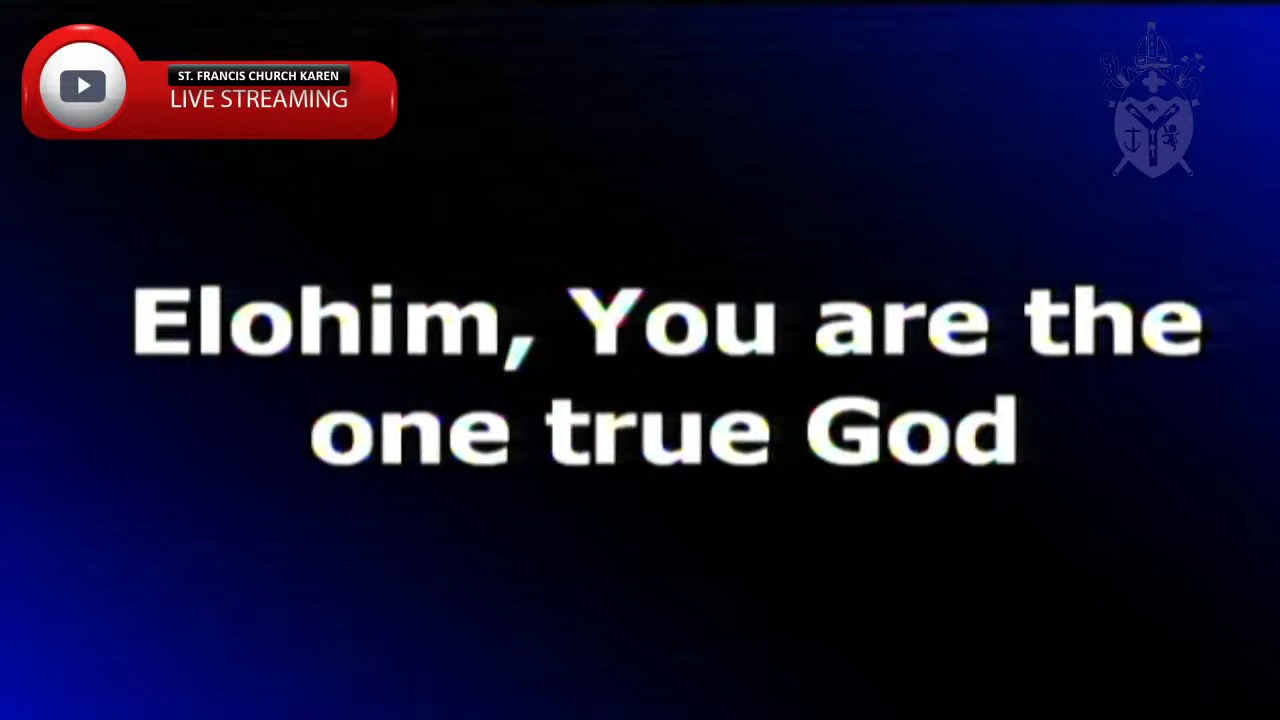 ST. FRANCIS CHURCH KAREN
LIVE STREAMING
Elohim, You are the
one true God